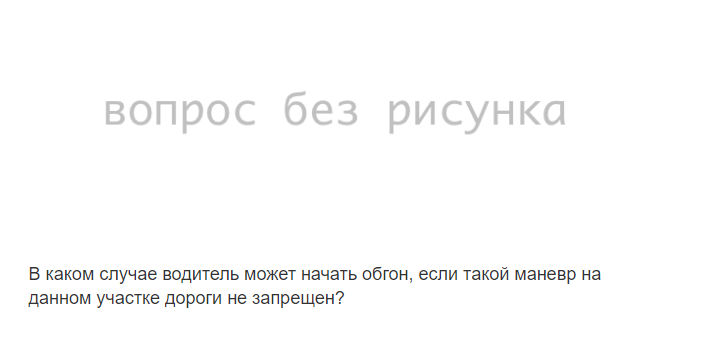 вопрос без рисунка
В каком случае водитель может начать обгон, если такой маневр на
данном участке дороги не запрещен?